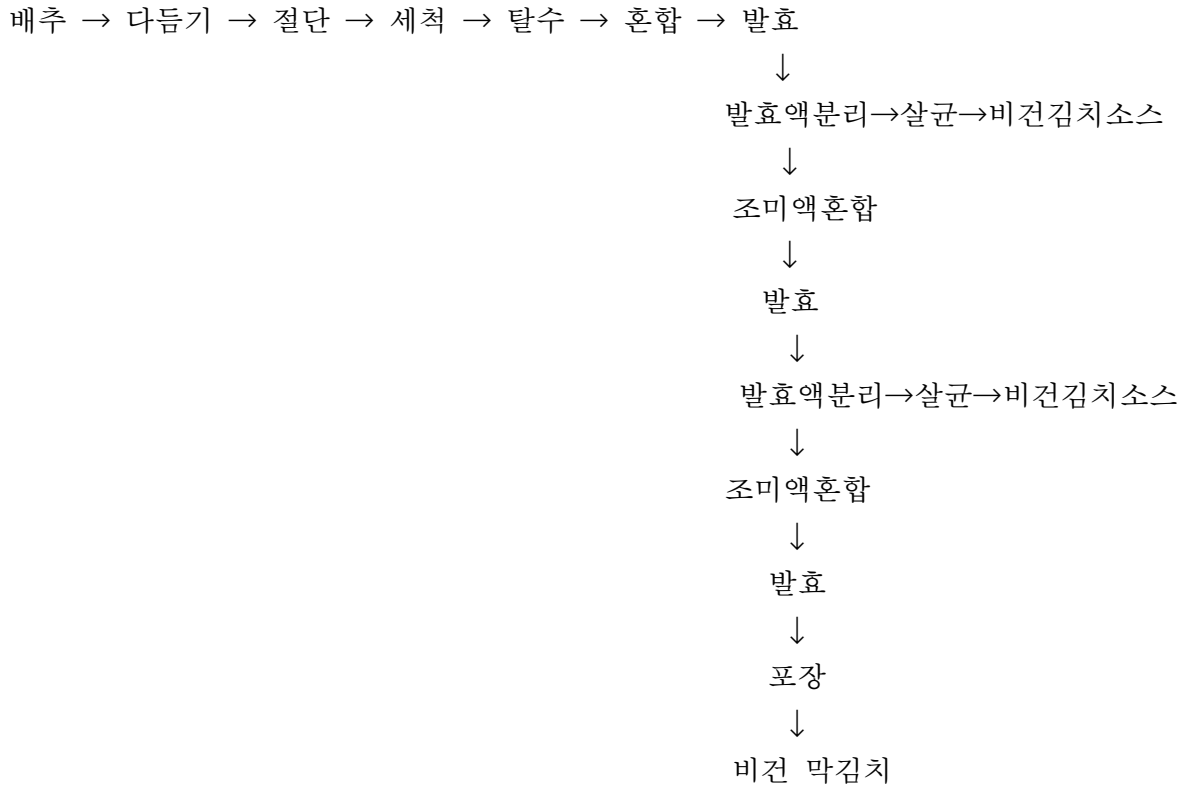 배추 → 다듬기 → 절단 → 세척 → 탈수 → 혼합 → 발효
↓
발효액분리→살균→비건김치소스
↓
조미액혼합
↓
발효
↓
발효액분리→살균→비건김치소스
↓
조미액혼합
↓
발효
↓
포장
↓
비건 막김치